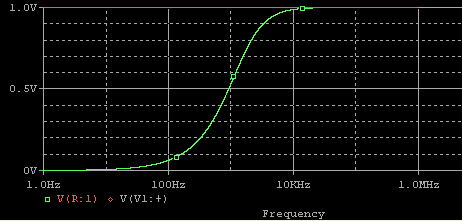 1.0V
0.5V
0V
1.0Hz 100Hz 10KHz 1.0MHz
V(R:1) V(V1:+)
Frequency